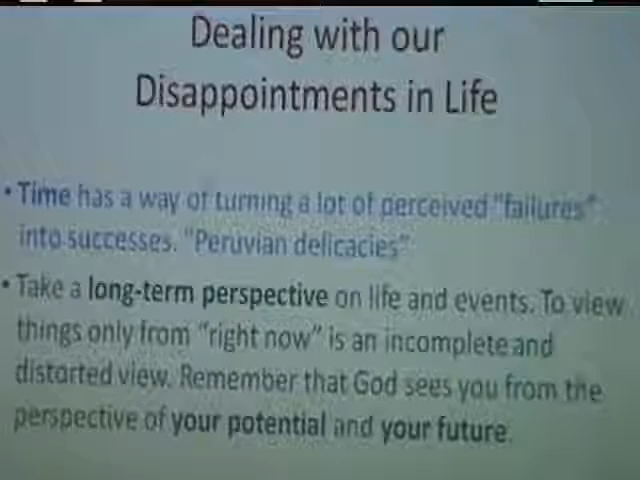 Dealing with our
Disappointments in Life
• Time has a way of turning a lot of perceived "failures"
into successes. "Peruvian delicacies"
• Take a long-term perspective on life and events. To view
things only from "right now" is an incomplete and
distorted view. Remember that God sees you from the
perspective of your potential and your future.